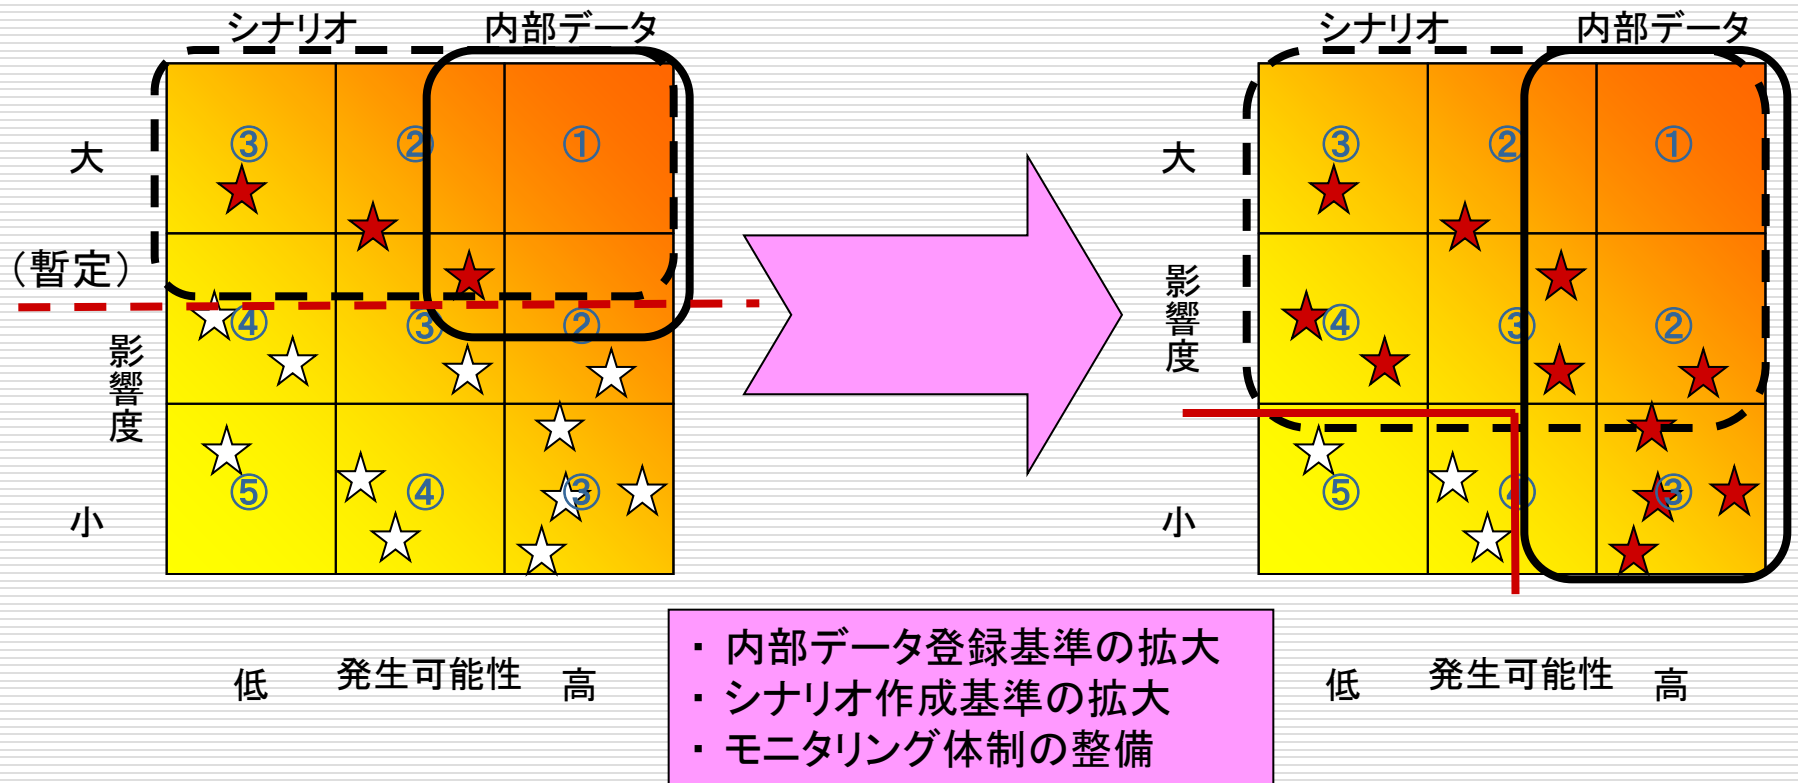 シナリオ 内部データ
③ ② ①
大
(暫定)
④ ③ ②
影響度
⑤ ④ ③
小
低 発生可能性 高
シナリオ 内部データ
③ ② ①
大
影響度
④ ③ ②
⑤ ④ ③
小
低 発生可能性 高
・ 内部データ登録基準の拡大
・ シナリオ作成基準の拡大
・ モニタリング体制の整備